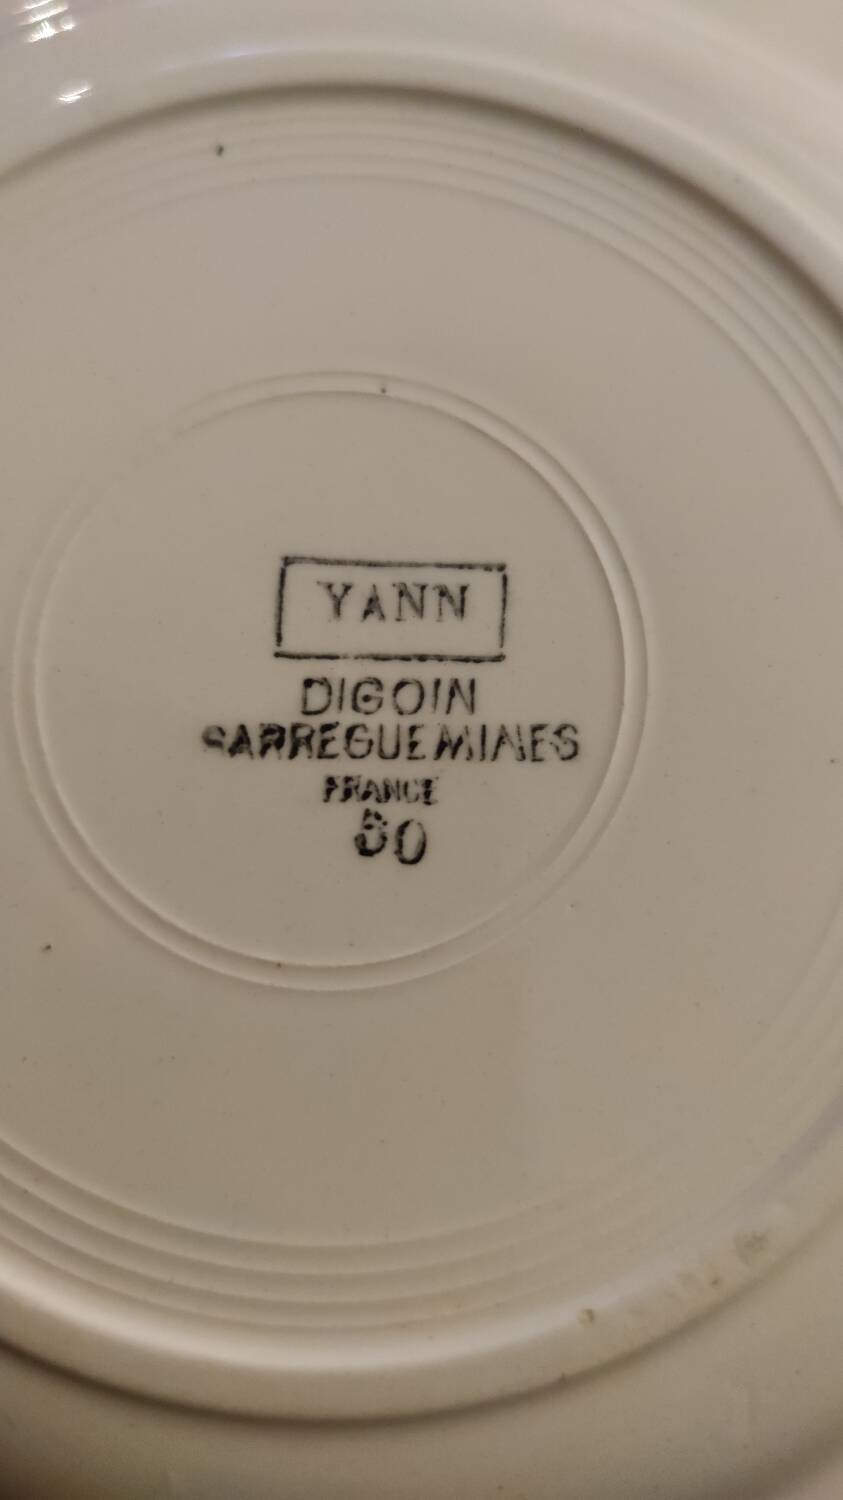 YANN
DIGOIN
SARREGUEMINES
FRANCE
50